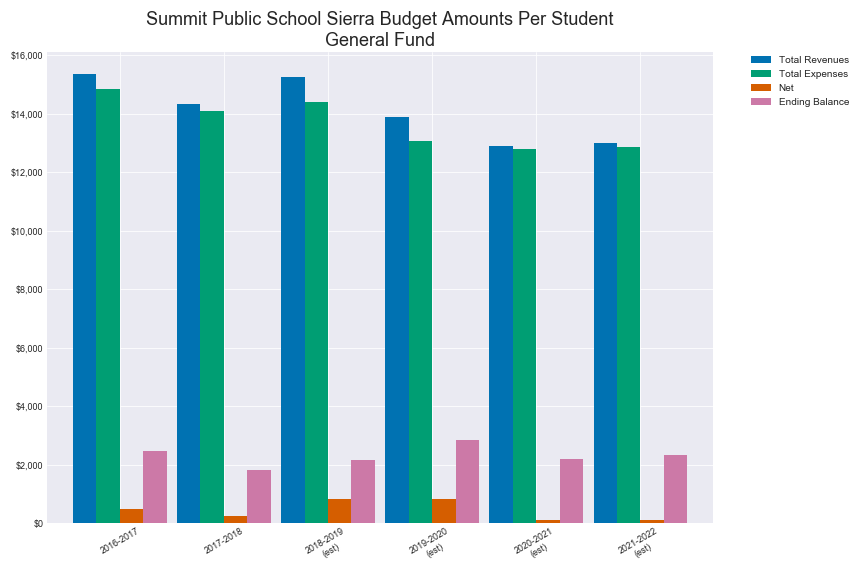 Summit Public School Sierra Budget Amounts Per Student
General Fund
$16,000
$14,000
$12,000
$10,000
$8,000
$6,000
$4,000
$2,000
$0
2016-2017
2017-2018
2018-2019
(est)
2019-2020
(est)
2020-2021
(est)
2021-2022
(est)
Total Revenues
Total Expenses
Net
Ending Balance